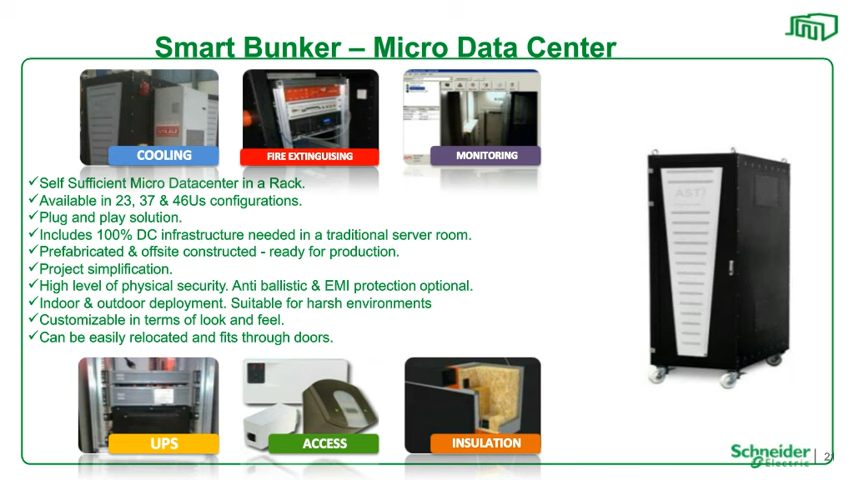 Smart Bunker – Micro Data Center
COOLING
FIRE EXTINGUISING
MONITORING
✓Self Sufficient Micro Datacenter in a Rack.
✓Available in 23, 37 & 46Us configurations.
✓Plug and play solution.
✓Includes 100% DC infrastructure needed in a traditional server room.
✓Prefabricated & offsite constructed - ready for production.
✓Project simplification.
✓High level of physical security. Anti ballistic & EMI protection optional.
✓Indoor & outdoor deployment. Suitable for harsh environments
✓Customizable in terms of look and feel.
✓Can be easily relocated and fits through doors.
AST
UPS
ACCESS
INSULATION
Schneider
Electric